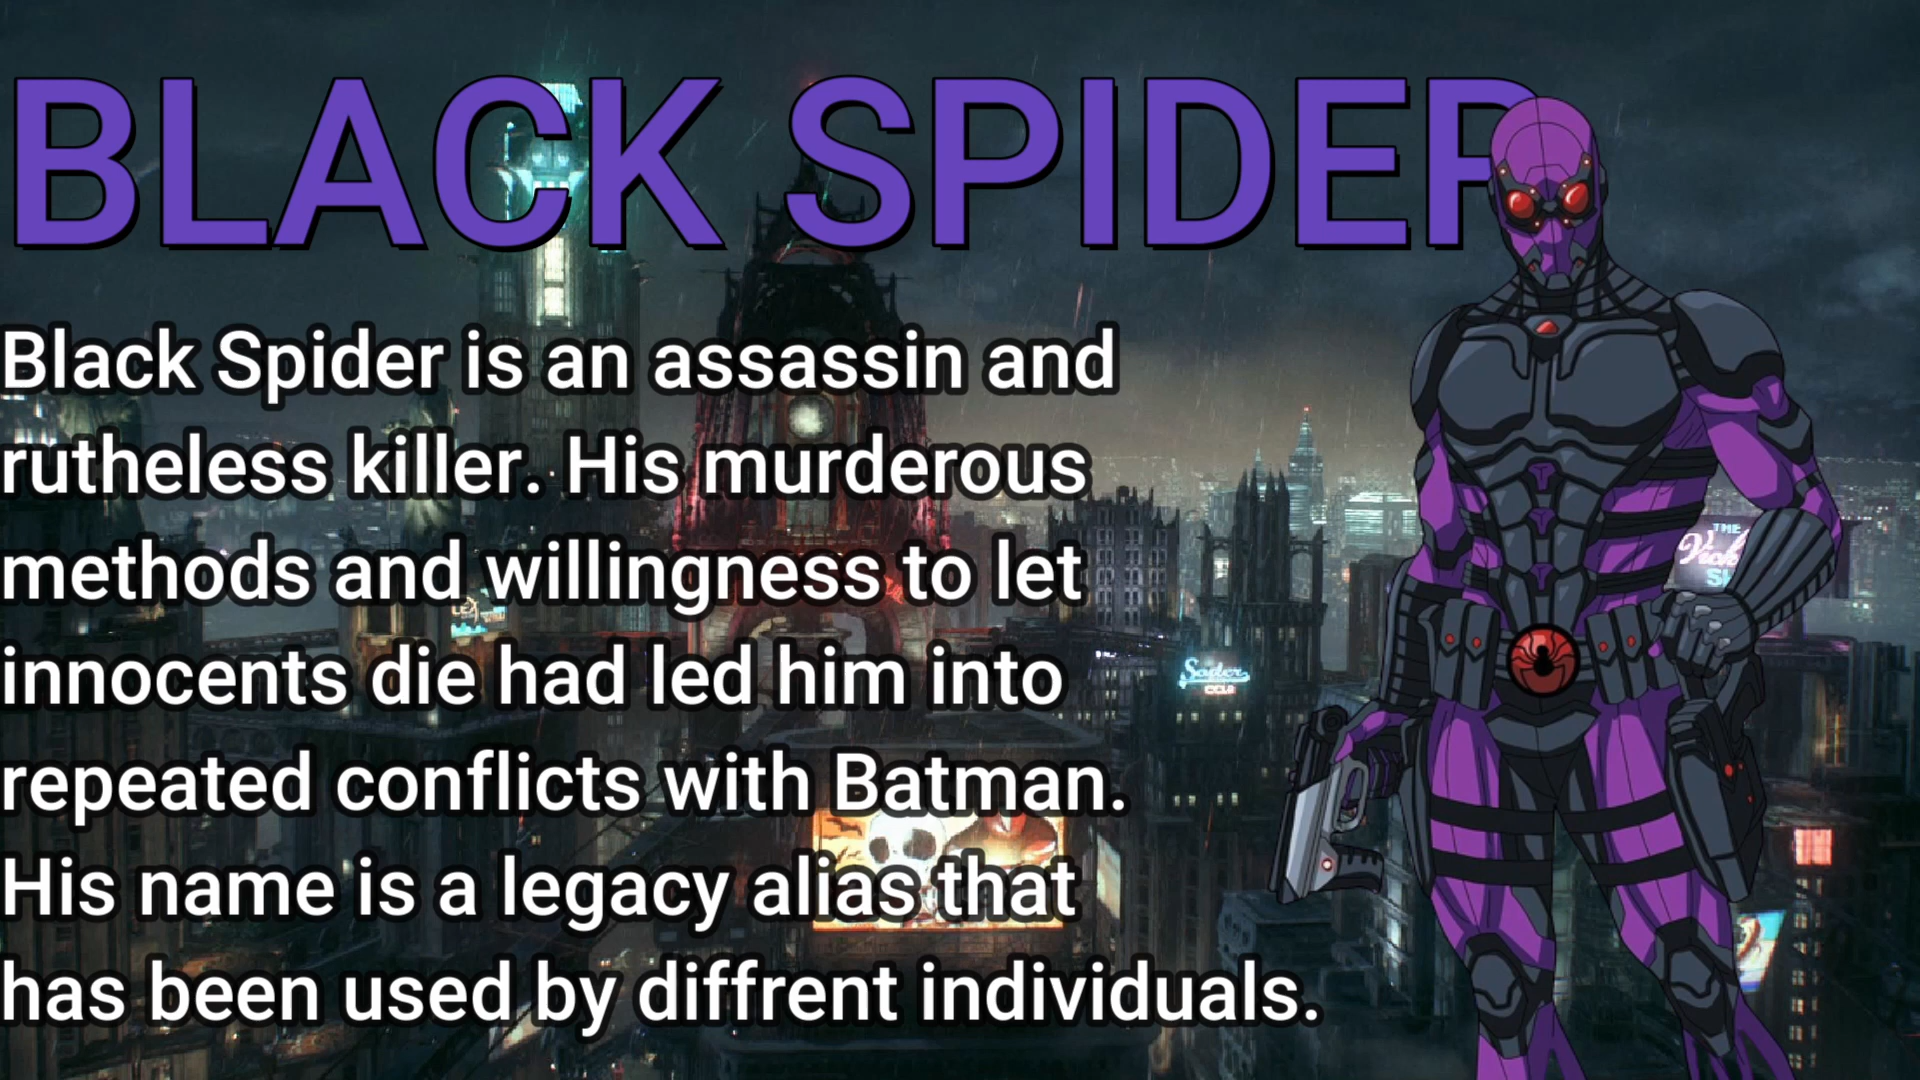 BLACK SPIDER
Black Spider is an assassin and
rutheless killer. His murderous
methods and willingness to let
innocents die had led him into
repeated conflicts with Batman.
His name is a legacy alias that
has been used by diffrent individuals.
THE